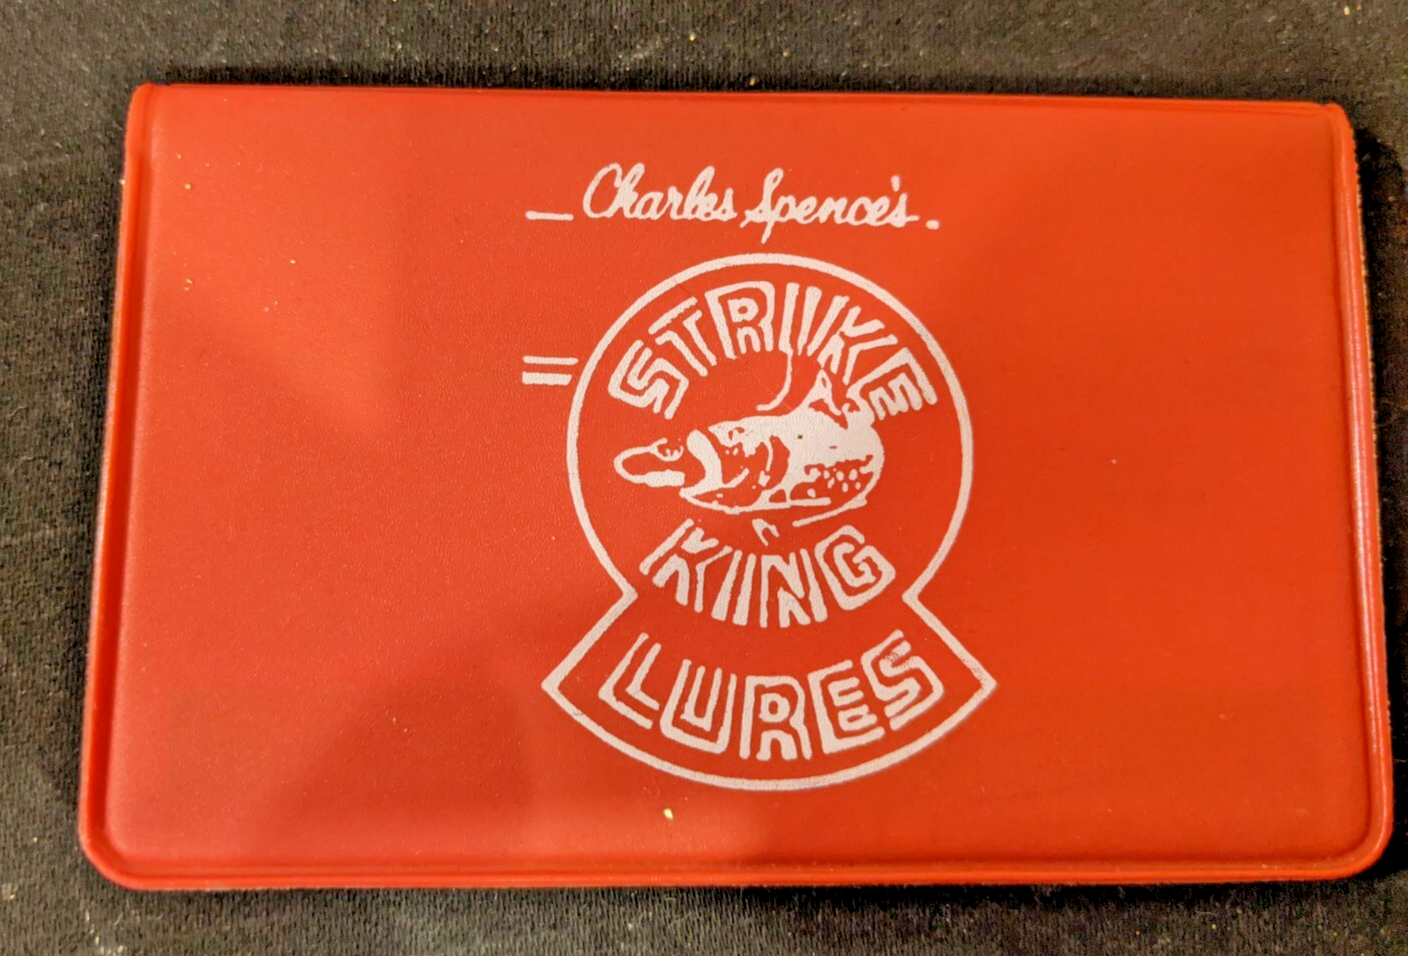 Charles Spence's
STRIKE
KING
LURES